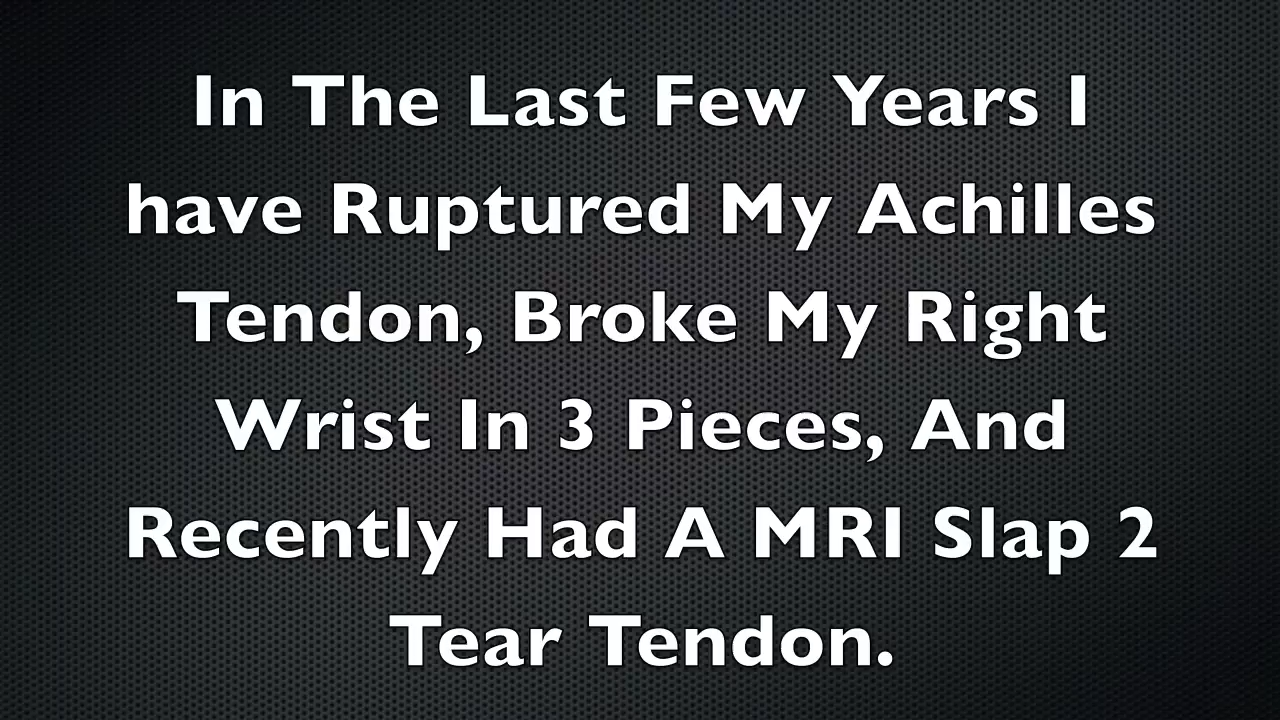 In The Last Few Years I
have Ruptured My Achilles
Tendon, Broke My Right
Wrist In 3 Pieces, And
Recently Had A MRI Slap 2
Tear Tendon.